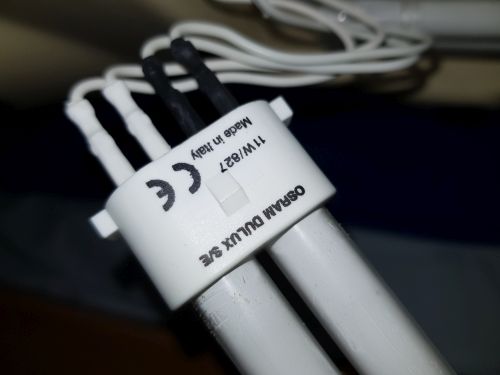 OSRAM DULUX S/E
11W/827
Made in Italy
CE